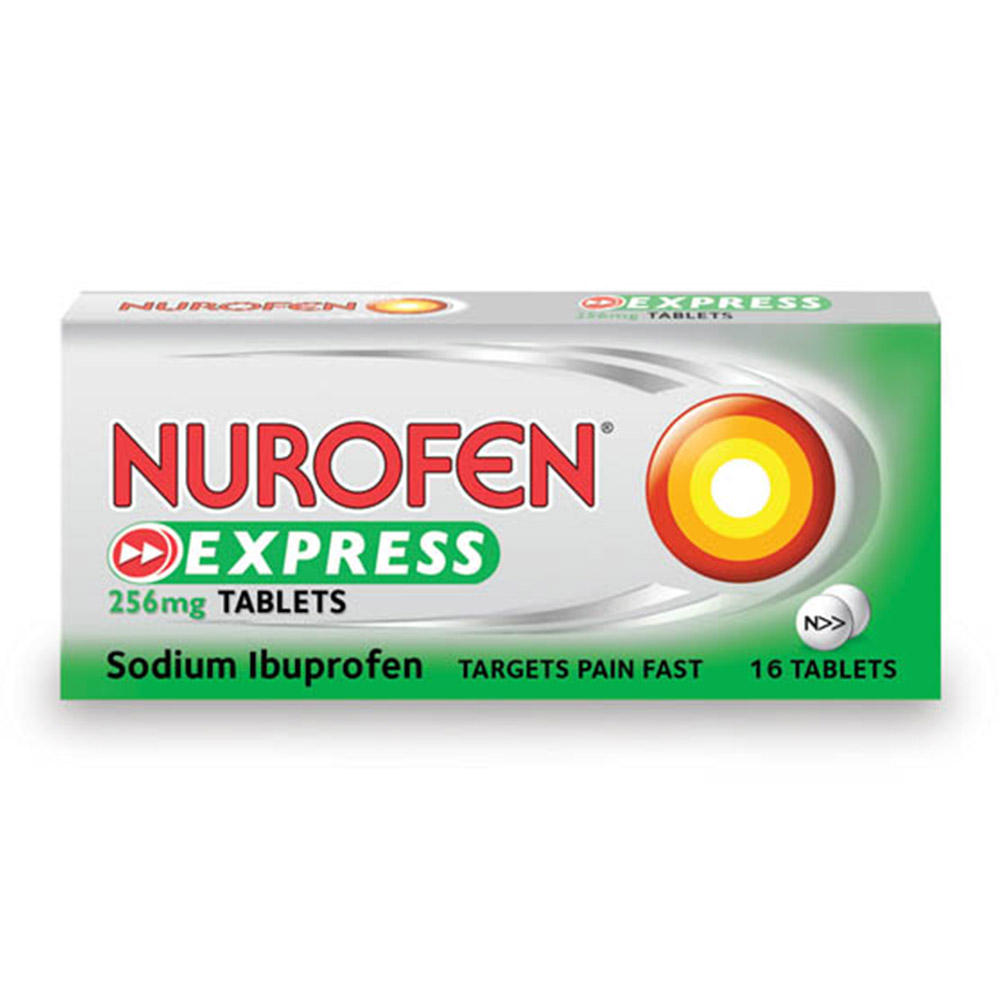 NUROFEN EXPRESS
256mg TABLETS
NUROFEN®
EXPRESS
256mg TABLETS
N>>
Sodium Ibuprofen TARGETS PAIN FAST 16 TABLETS